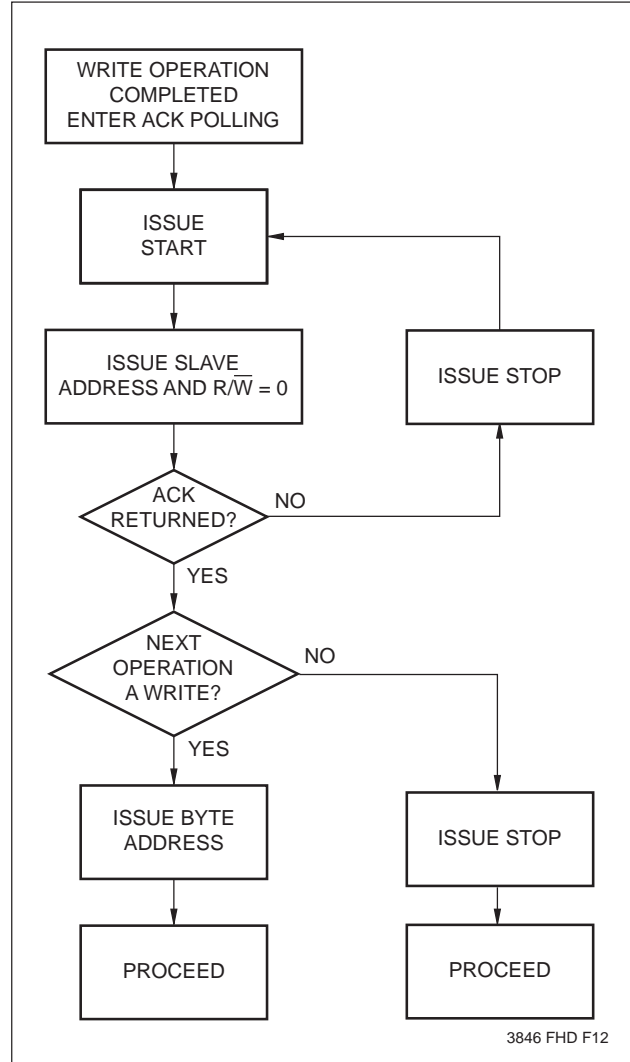 WRITE OPERATION
COMPLETED
ENTER ACK POLLING
ISSUE
START
ISSUE SLAVE
ADDRESS AND R/W̅ = 0
ISSUE STOP
ACK
RETURNED?
NO
YES
NEXT
OPERATION
A WRITE?
NO
YES
ISSUE BYTE
ADDRESS
ISSUE STOP
PROCEED
PROCEED
3846 FHD F12